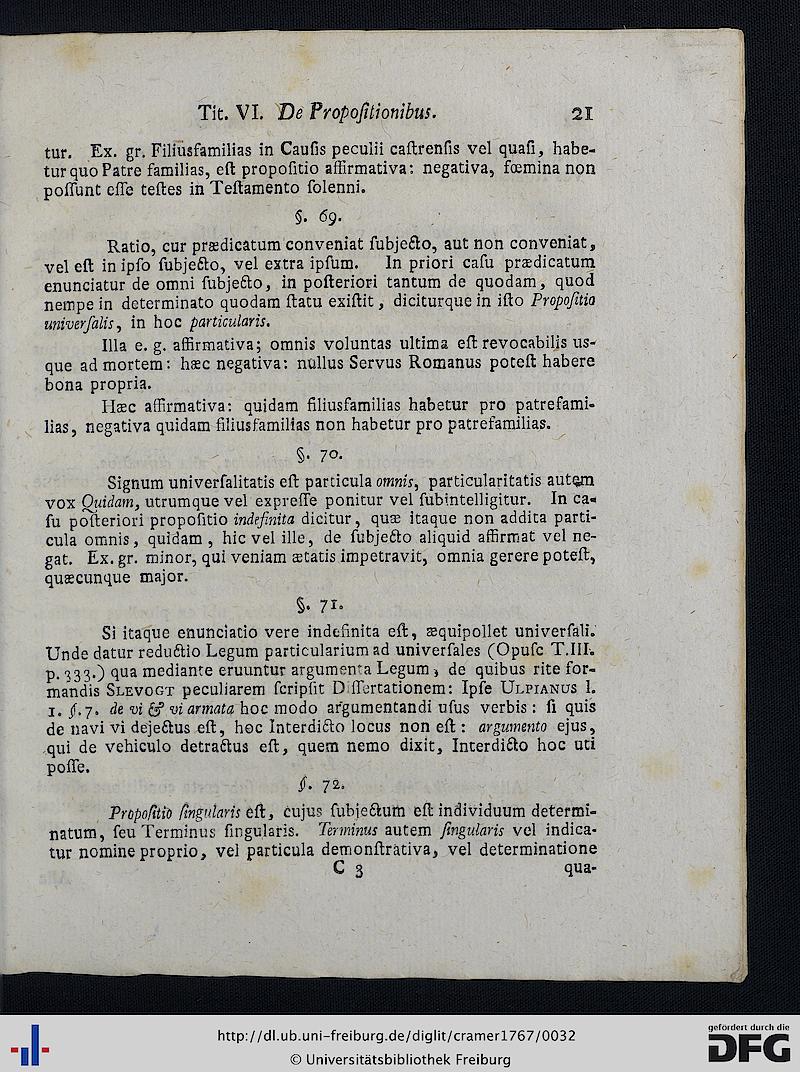 Tit. VI. De Propoſitionibus. 21
tur. Ex. gr. Filiusfamilias in Cauſis peculii caſtrenſis vel quaſi, habe-
tur quo Patre familias, eſt propoſitio affirmativa: negativa, fœmina non
poſſunt eſſe teſtes in Teſtamento ſolenni.
§. 69.
Ratio, cur prædicatum conveniat ſubjecto, aut non conveniat,
vel eſt in ipſo ſubjecto, vel extra ipſum. In priori caſu prædicatum
enunciatur de omni ſubjecto, in poſteriori tantum de quodam, quod
nempe in determinato quodam ſtatu exiſtit, diciturque in iſto Propoſitio
univerſalis, in hoc particularis.
Illa e. g. affirmativa; omnis voluntas ultima eſt revocabilis us-
que ad mortem: hæc negativa: nullus Servus Romanus poteſt habere
bona propria.
Hæc affirmativa: quidam filiusfamilias habetur pro patrefami-
lias, negativa quidam filiusfamilias non habetur pro patrefamilias.
§. 70.
Signum univerſalitatis eſt particula omnis, particularitatis autem
vox Quidam, utrumque vel expreſſe ponitur vel ſubintelligitur. In ca-
ſu poſteriori propoſitio indefinita dicitur, quæ itaque non addita parti-
cula omnis, quidam, hic vel ille, de ſubjecto aliquid affirmat vel ne-
gat. Ex. gr. minor, qui veniam ætatis impetravit, omnia gerere poteſt,
quæcunque major.
§. 71.
Si itaque enunciatio vere indefinita eſt, æquipollet univerſali.
Unde datur reductio Legum particularium ad univerſales (Opuſc T.III.
p. 333.) qua mediante eruuntur argumenta Legum, de quibus rite for-
mandis SLEVOGT peculiarem ſcripſit Diſſertationem: Ipſe ULPIANUS l.
1. §. 7. de vi & vi armata hoc modo argumentandi uſus verbis: ſi quis
de navi vi dejectus eſt, hoc Interdicto locus non eſt: argumento ejus,
qui de vehiculo detractus eſt, quem nemo dixit, Interdicto hoc uti
poſſe.
§. 72.
Propoſitio ſingularis eſt, cujus ſubjectum eſt individuum determi-
natum, ſeu Terminus ſingularis. Terminus autem ſingularis vel indica-
tur nomine proprio, vel particula demonſtrativa, vel determinatione
C 3 qua-
http://dl.ub.uni-freiburg.de/diglit/cramer1767/0032
© Universitätsbibliothek Freiburg
gefördert durch die
DFG